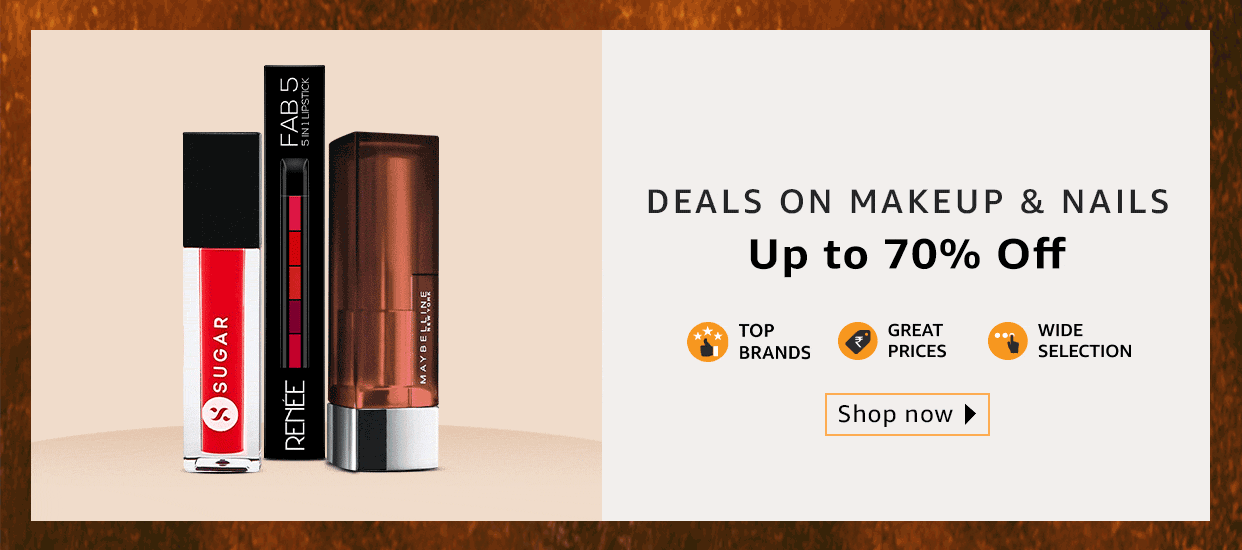 FAB 5
5 IN 1 LIPSTICK
RENÉE
SUGAR
MAYBELLINE
NEW YORK
DEALS ON MAKEUP & NAILS
Up to 70% Off
TOP
BRANDS
₹
GREAT
PRICES
WIDE
SELECTION
Shop now